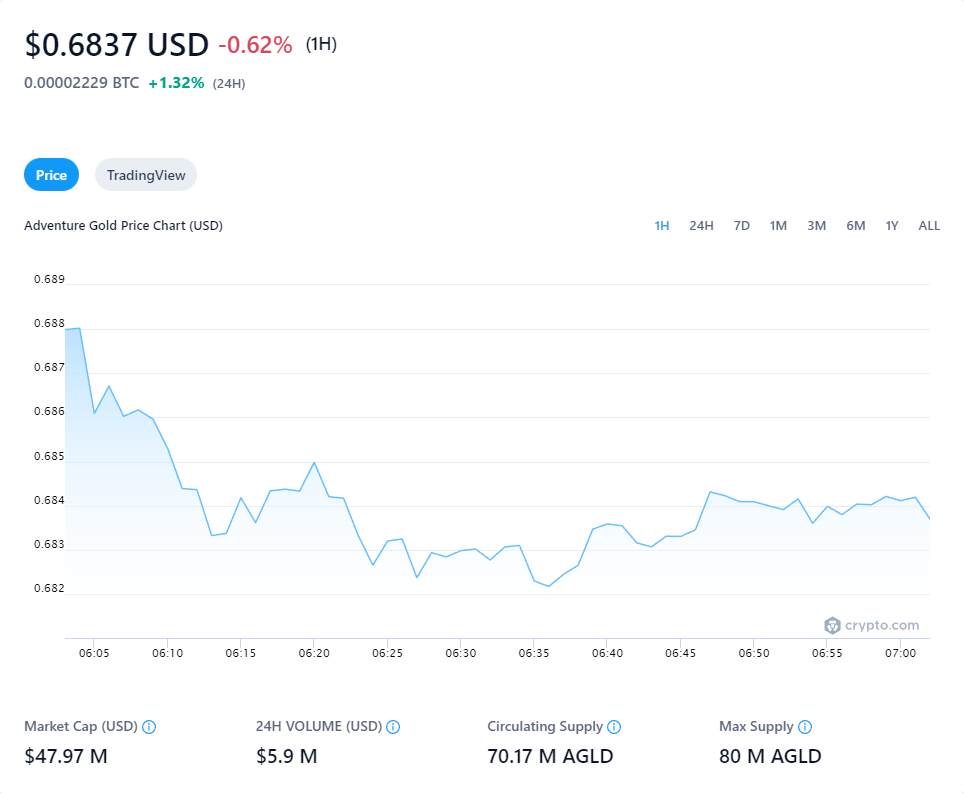 $0.6837 USD -0.62% (1H)
0.00002229 BTC +1.32% (24H)
Price TradingView
Adventure Gold Price Chart (USD) 1H 24H 7D 1M 3M 6M 1Y ALL
0.689
0.688
0.687
0.686
0.685
0.684
0.683
0.682
crypto.com
06:05 06:10 06:15 06:20 06:25 06:30 06:35 06:40 06:45 06:50 06:55 07:00
Market Cap (USD) 24H VOLUME (USD) Circulating Supply Max Supply
$47.97 M $5.9 M 70.17 M AGLD 80 M AGLD